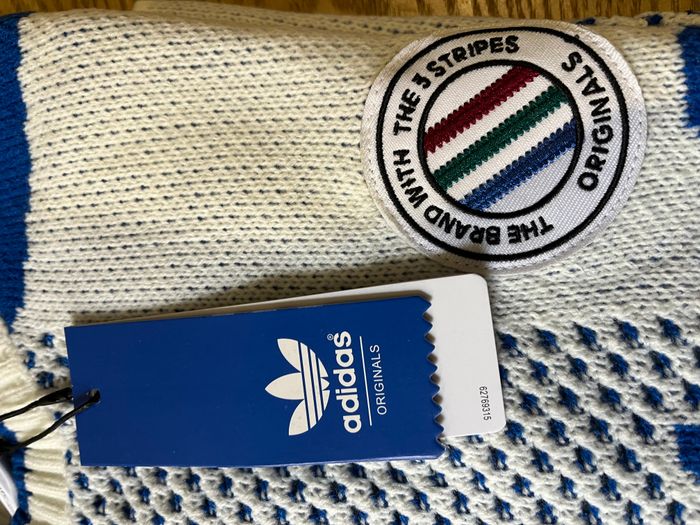 THE BRAND WITH THE 3 STRIPES
ORIGINALS
adidas®
ORIGINALS
62769315